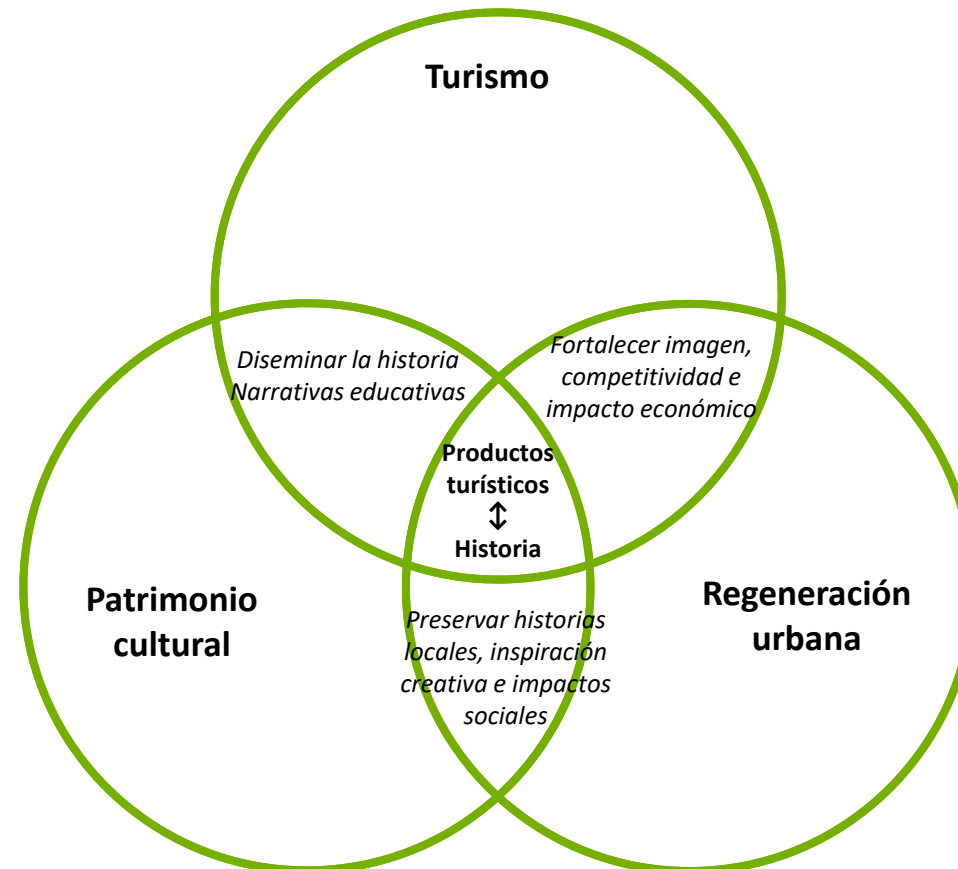 Turismo
Diseminar la historia
Narrativas educativas
Fortalecer imagen,
competitividad e
impacto económico
Productos
turísticos
↕
Historia
Patrimonio
cultural
Regeneración
urbana
Preservar historias
locales, inspiración
creativa e impactos
sociales